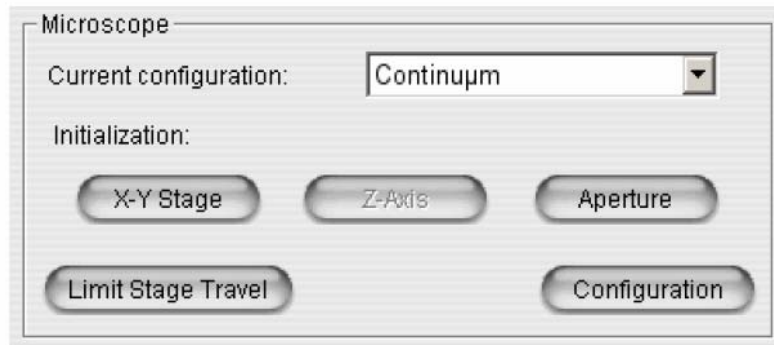 Microscope
Current configuration: Continuµm
Initialization:
X-Y Stage Z-Axis Aperture
Limit Stage Travel Configuration